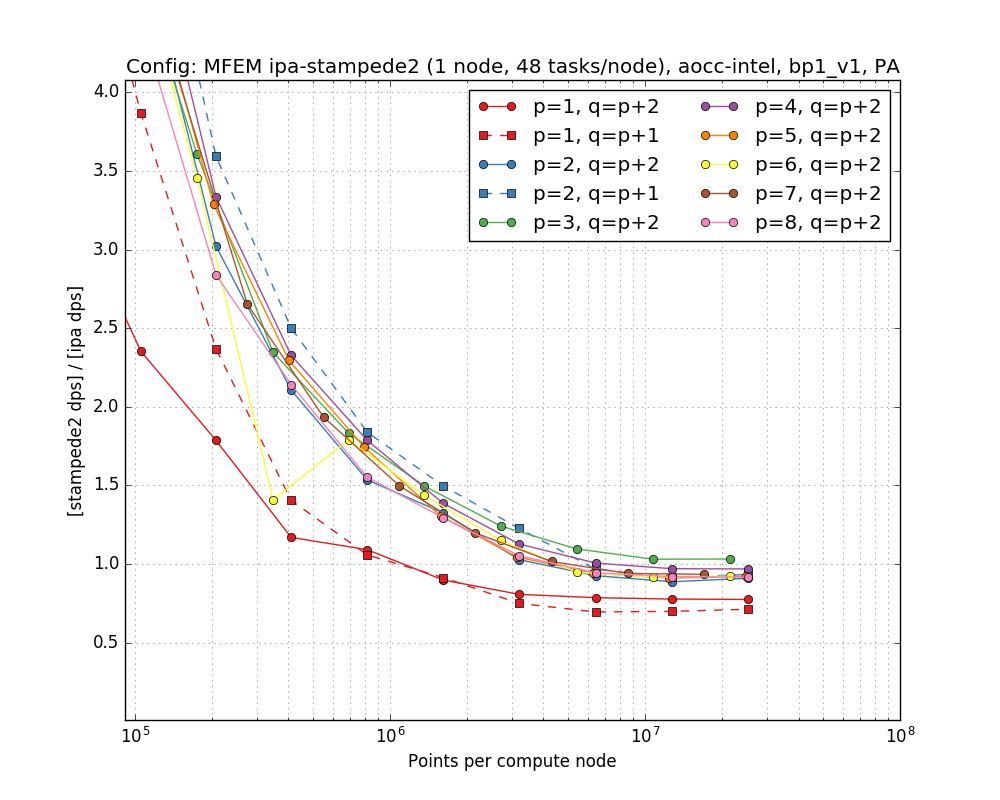 Config: MFEM ipa-stampede2 (1 node, 48 tasks/node), aocc-intel, bp1_v1, PA
p=1, q=p+2
p=1, q=p+1
p=2, q=p+2
p=2, q=p+1
p=3, q=p+2
p=4, q=p+2
p=5, q=p+2
p=6, q=p+2
p=7, q=p+2
p=8, q=p+2
[stampede2 dps] / [ipa dps]
4.0
3.5
3.0
2.5
2.0
1.5
1.0
0.5
10^5 10^6 10^7 10^8
Points per compute node